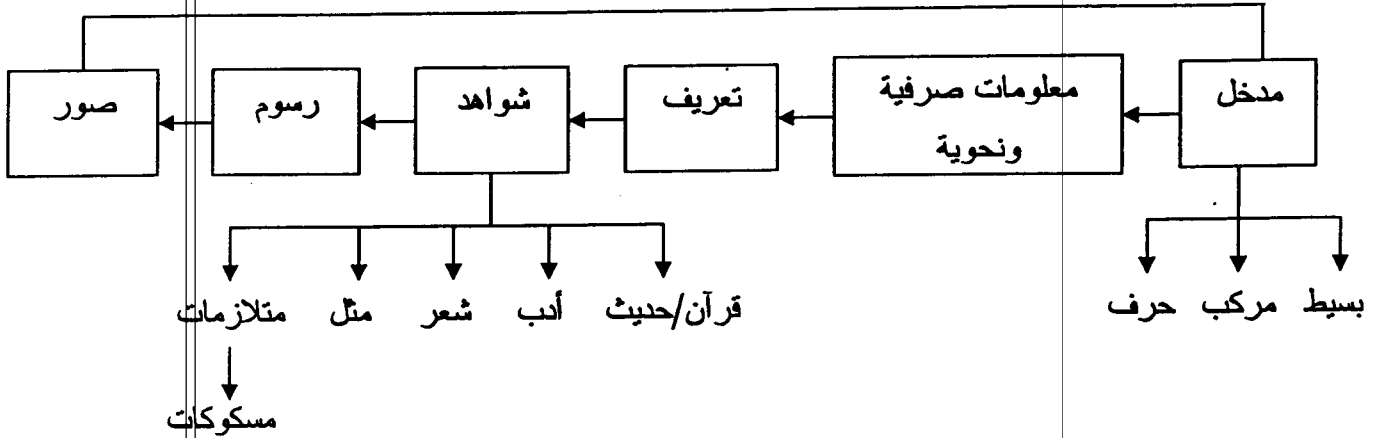 مدخل
معلومات صرفية
ونحوية
تعريف
شواهد
رسوم
صور
بسيط
مركب
حرف
قرآن/حديث
أدب
شعر
مثل
متلازمات
مسكوكات